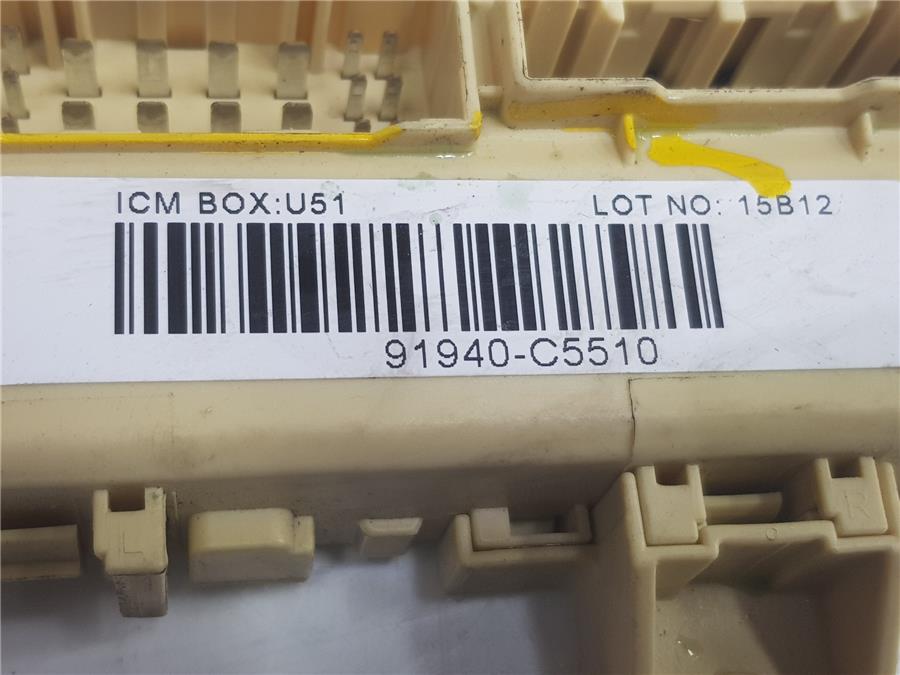 ICM BOX:U51 LOT NO: 15B12
91940-C5510
L
R